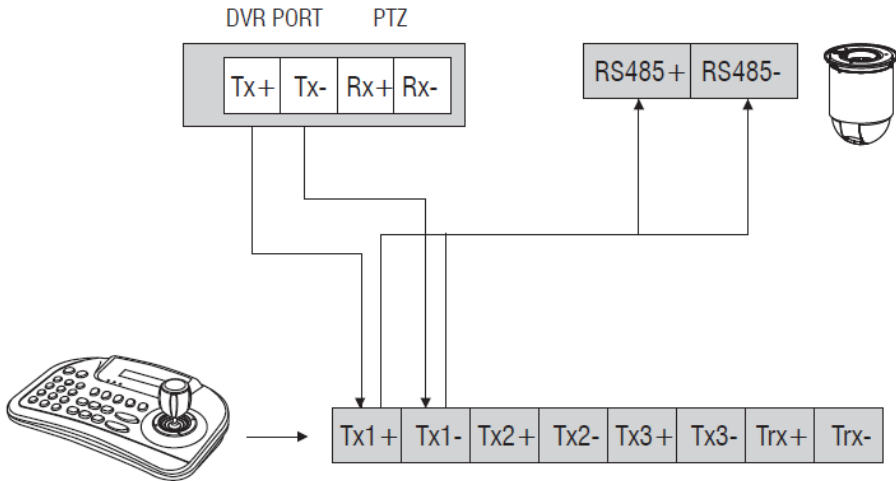 DVR PORT PTZ
Tx+ Tx- Rx+ Rx-
RS485+ RS485-
Tx1+ Tx1- Tx2+ Tx2- Tx3+ Tx3- Trx+ Trx-